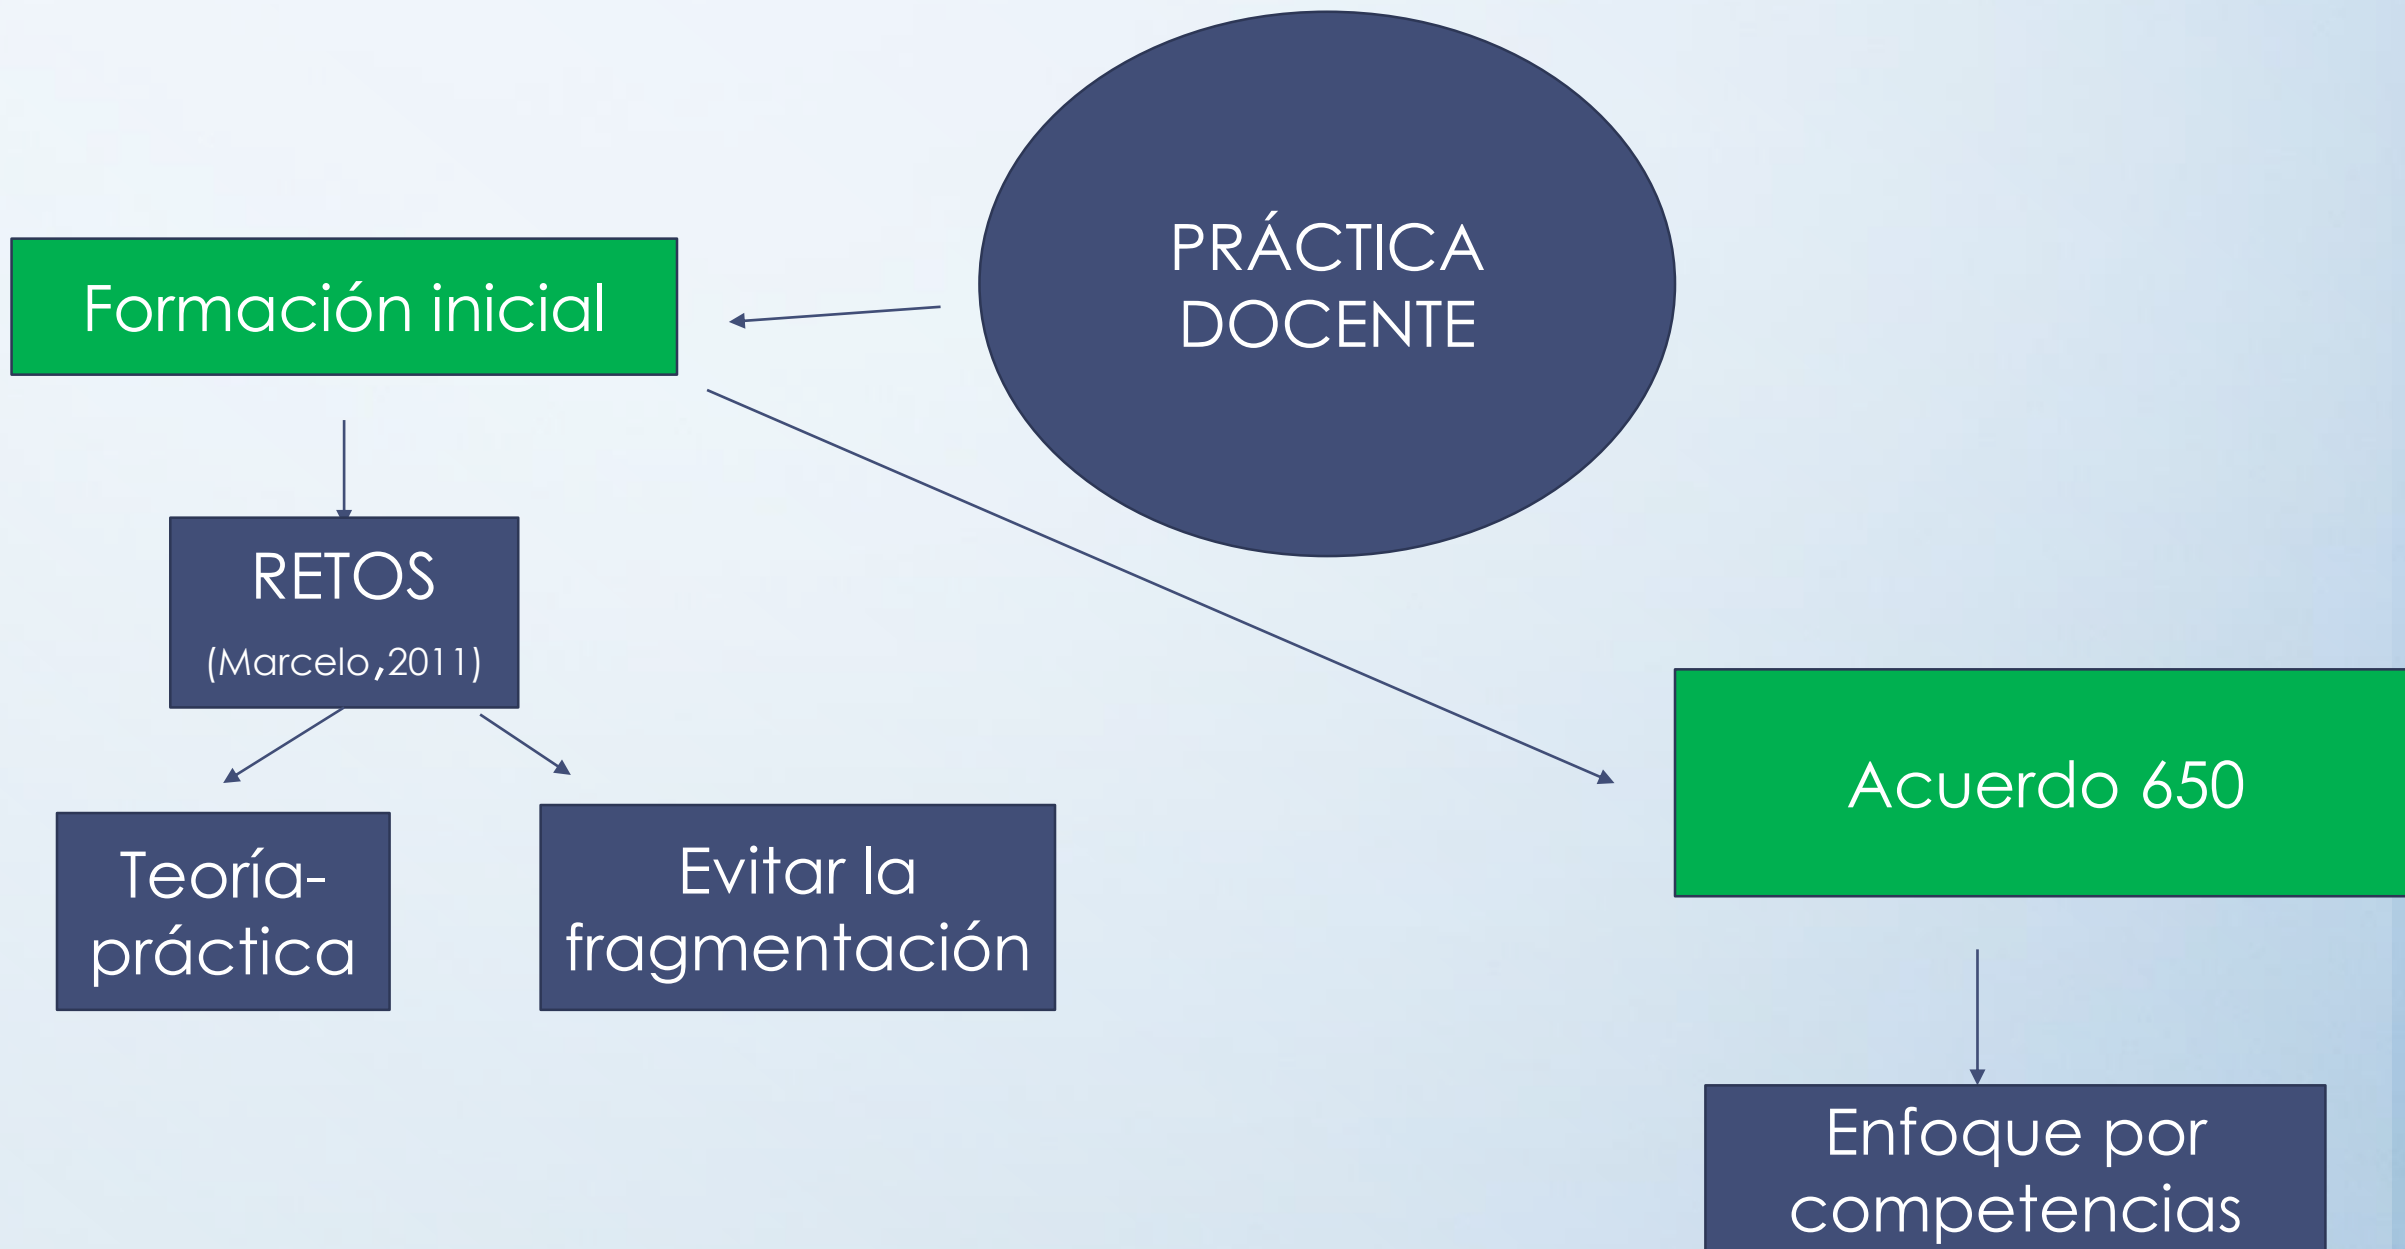 PRÁCTICA
DOCENTE
Formación inicial
RETOS
(Marcelo,2011)
Teoría-
práctica
Evitar la
fragmentación
Acuerdo 650
Enfoque por
competencias